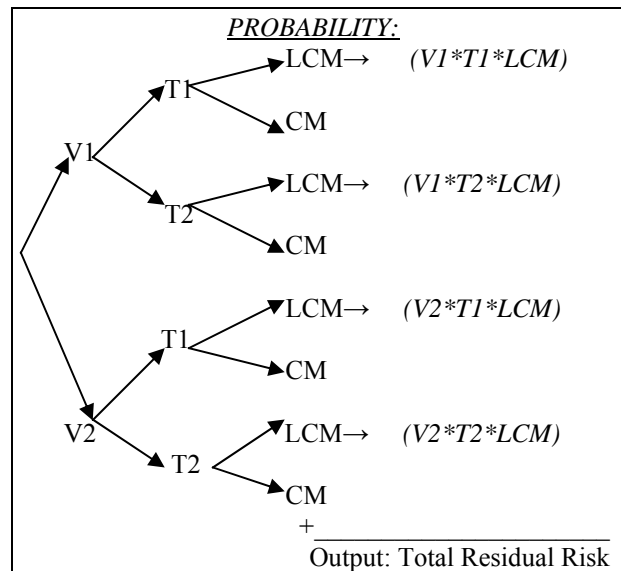 PROBABILITY:
LCM→ (V1*T1*LCM)
T1
CM
V1
LCM→ (V1*T2*LCM)
T2
CM
LCM→ (V2*T1*LCM)
T1
CM
V2
LCM→ (V2*T2*LCM)
T2
CM
+
Output: Total Residual Risk